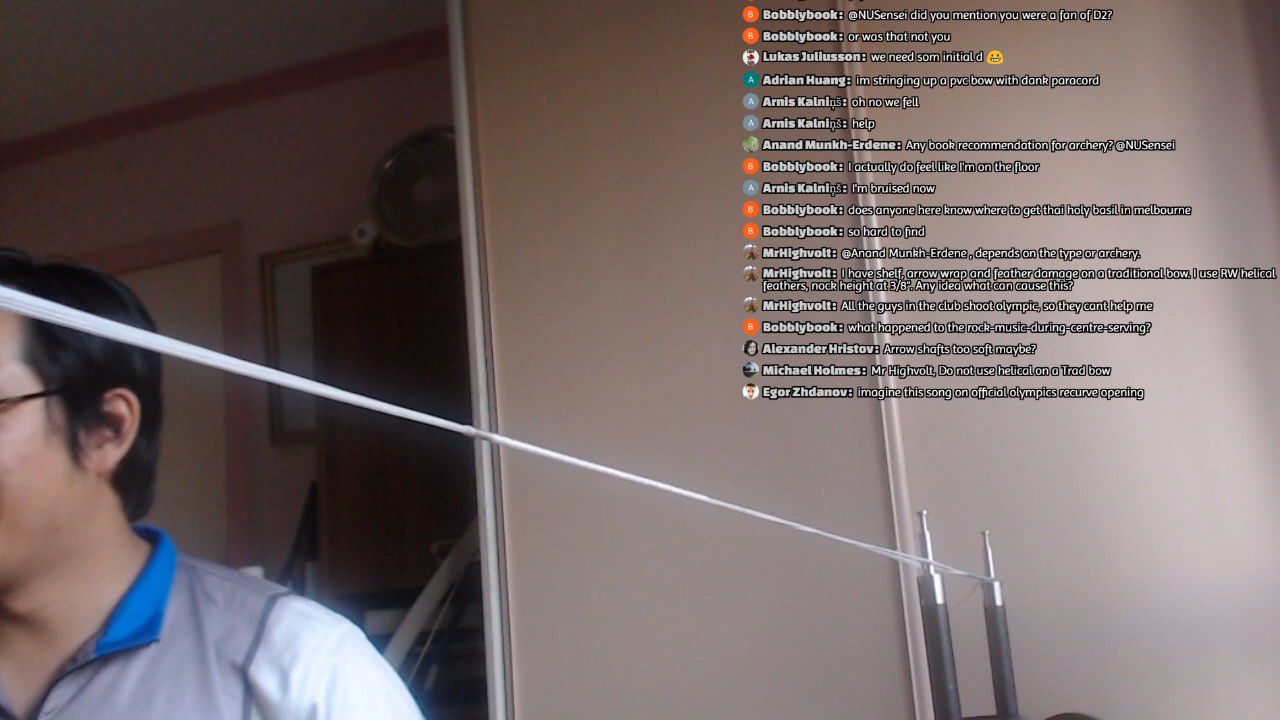 B Bobblybook: @NUSensei did you mention you were a fan of D2?
B Bobblybook: or was that not you
Lukas Juliusson: we need som initial d 😬
A Adrian Huang: im stringing up a pvc bow with dank paracord
A Arnis Kalniņš: oh no we fell
A Arnis Kalniņš: help
Anand Munkh-Erdene: Any book recommendation for archery? @NUSensei
B Bobblybook: I actually do feel like I'm on the floor
A Arnis Kalniņš: I'm bruised now
B Bobblybook: does anyone here know where to get thai holy basil in melbourne
B Bobblybook: so hard to find
MrHighvolt: @Anand Munkh-Erdene , depends on the type or archery.
MrHighvolt: I have shelf, arrow wrap and feather damage on a traditional bow. I use RW helical
feathers, nock height at 3/8". Any idea what can cause this?
MrHighvolt: All the guys in the club shoot olympic, so they cant help me
B Bobblybook: what happened to the rock-music-during-centre-serving?
Alexander Hristov: Arrow shafts too soft maybe?
Michael Holmes: Mr Highvolt, Do not use helical on a Trad bow
Egor Zhdanov: imagine this song on official olympics recurve opening